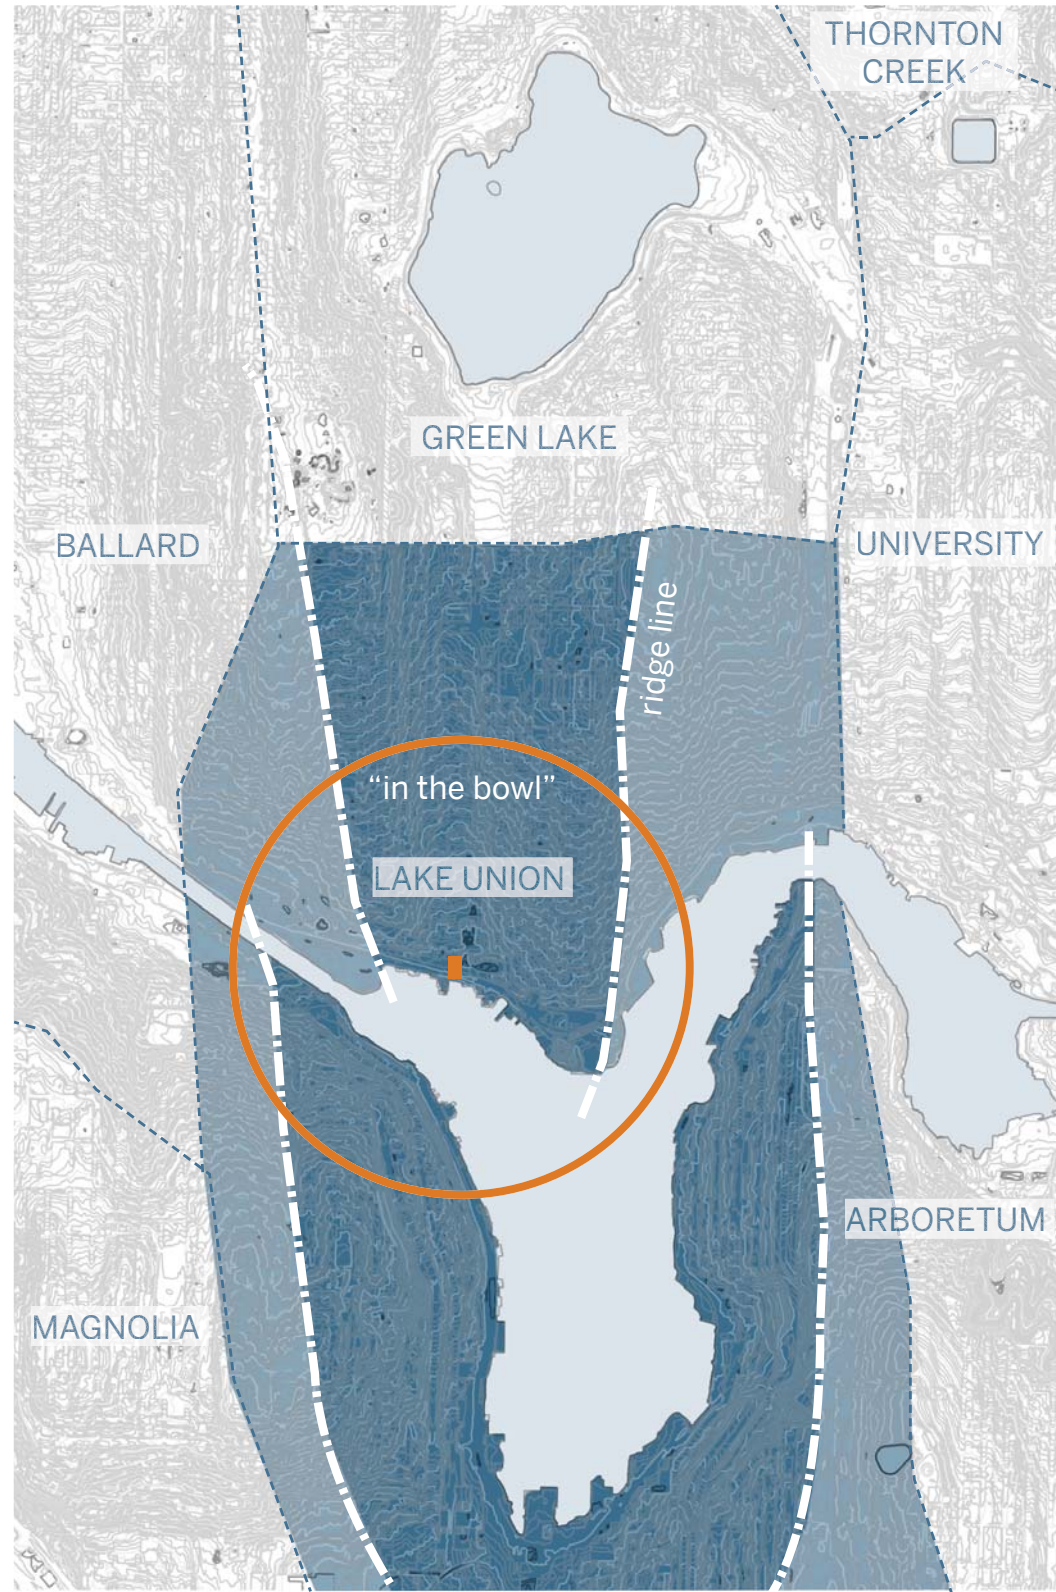 THORNTON
CREEK
GREEN LAKE
BALLARD
UNIVERSITY
ridge line
“in the bowl”
LAKE UNION
ARBORETUM
MAGNOLIA